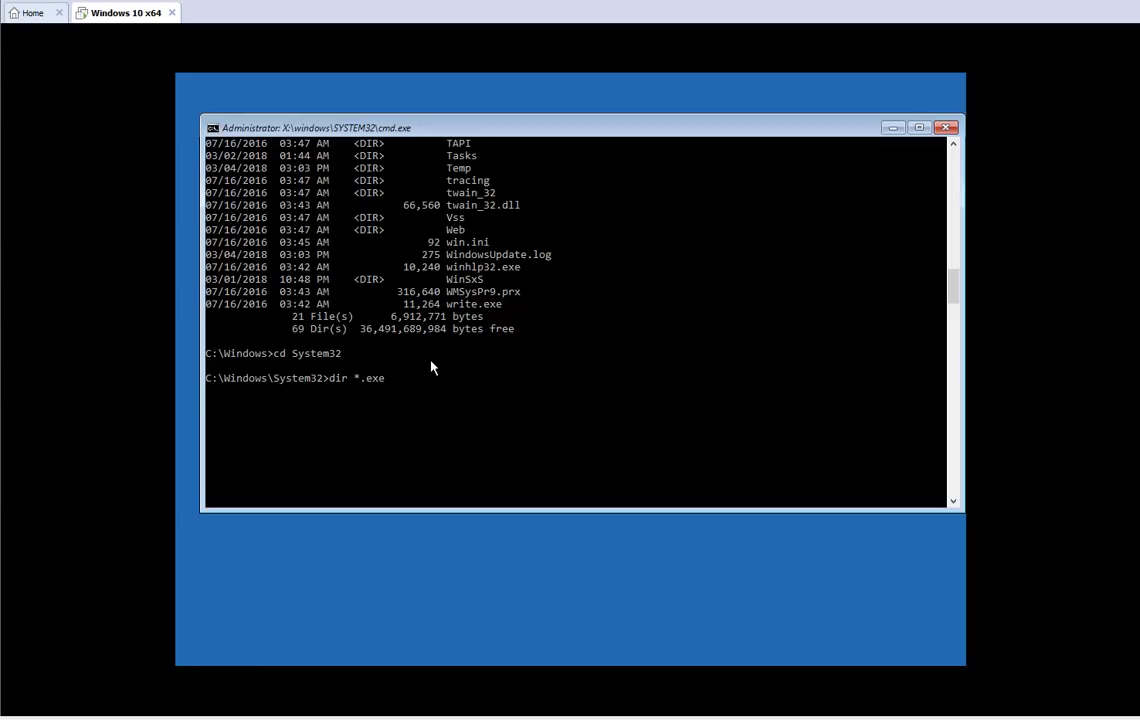 Home
Windows 10 x64
Administrator: X:\windows\SYSTEM32\cmd.exe
07/16/2016  03:47 AM    <DIR>          TAPI
03/02/2018  01:44 AM    <DIR>          Tasks
03/04/2018  03:03 PM    <DIR>          Temp
07/16/2016  03:47 AM    <DIR>          tracing
07/16/2016  03:47 AM    <DIR>          twain_32
07/16/2016  03:43 AM            66,560 twain_32.dll
07/16/2016  03:47 AM    <DIR>          Vss
07/16/2016  03:47 AM    <DIR>          Web
07/16/2016  03:45 AM                92 win.ini
03/04/2018  03:03 PM               275 WindowsUpdate.log
07/16/2016  03:42 AM            10,240 winhlp32.exe
03/01/2018  10:48 PM    <DIR>          WinSxS
07/16/2016  03:43 AM           316,640 WMSysPr9.prx
07/16/2016  03:42 AM            11,264 write.exe
21 File(s)      6,912,771 bytes
69 Dir(s)  36,491,689,984 bytes free
C:\Windows>cd System32
C:\Windows\System32>dir *.exe